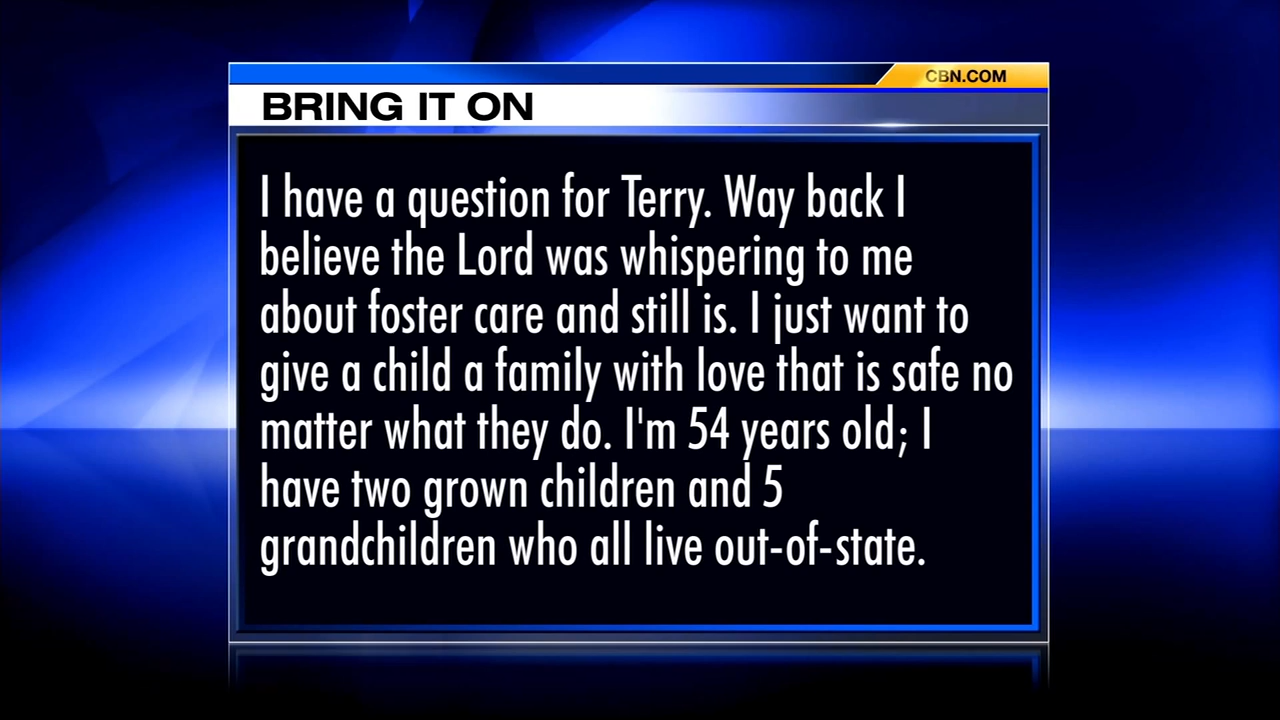 CBN.COM
BRING IT ON
I have a question for Terry. Way back I
believe the Lord was whispering to me
about foster care and still is. I just want to
give a child a family with love that is safe no
matter what they do. I'm 54 years old; I
have two grown children and 5
grandchildren who all live out-of-state.